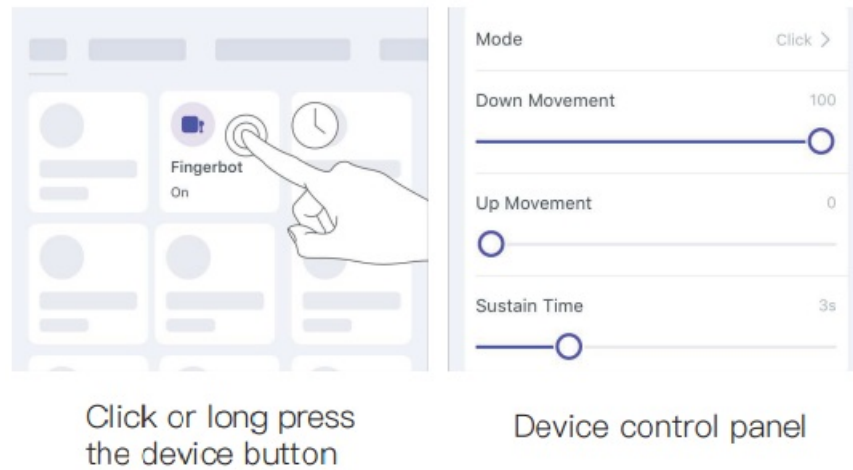 Fingerbot
On
Click or long press
the device button
Mode
Click >
Down Movement
100
Up Movement
0
Sustain Time
3s
Device control panel